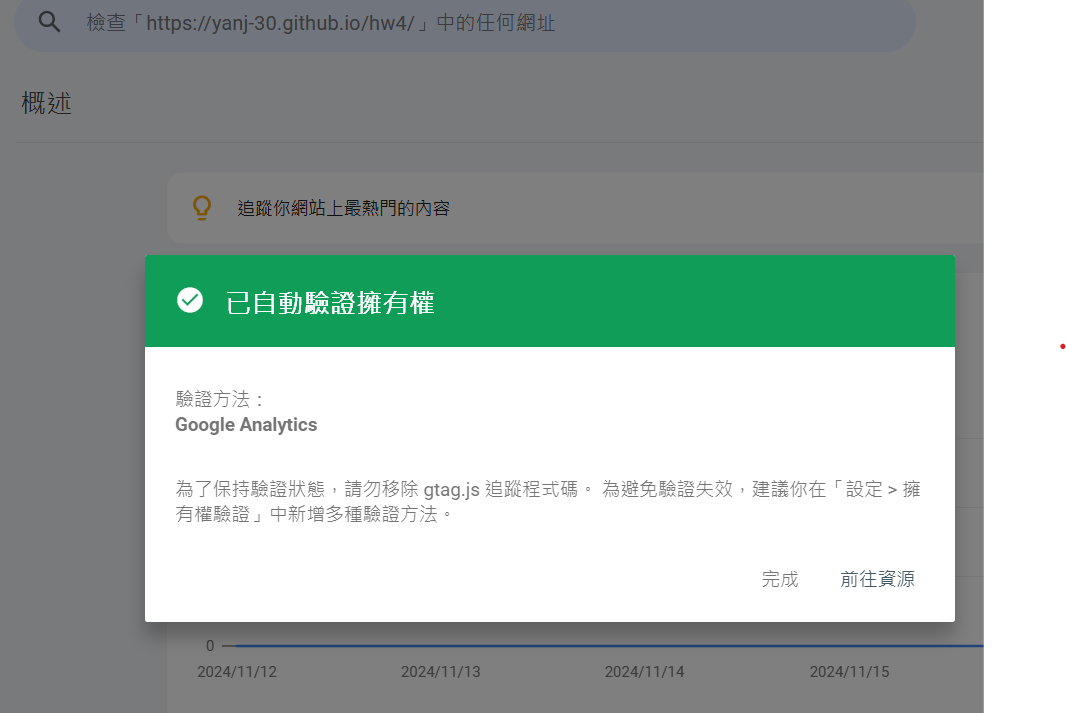 檢查「https://yanj-30.github.io/hw4/」中的任何網址
概述
追蹤你網站上最熱門的內容
已自動驗證擁有權
驗證方法：
Google Analytics
為了保持驗證狀態，請勿移除 gtag.js 追蹤程式碼。 為避免驗證失效，建議你在「設定 > 擁
有權驗證」中新增多種驗證方法。
完成 前往資源
0
2024/11/12 2024/11/13 2024/11/14 2024/11/15